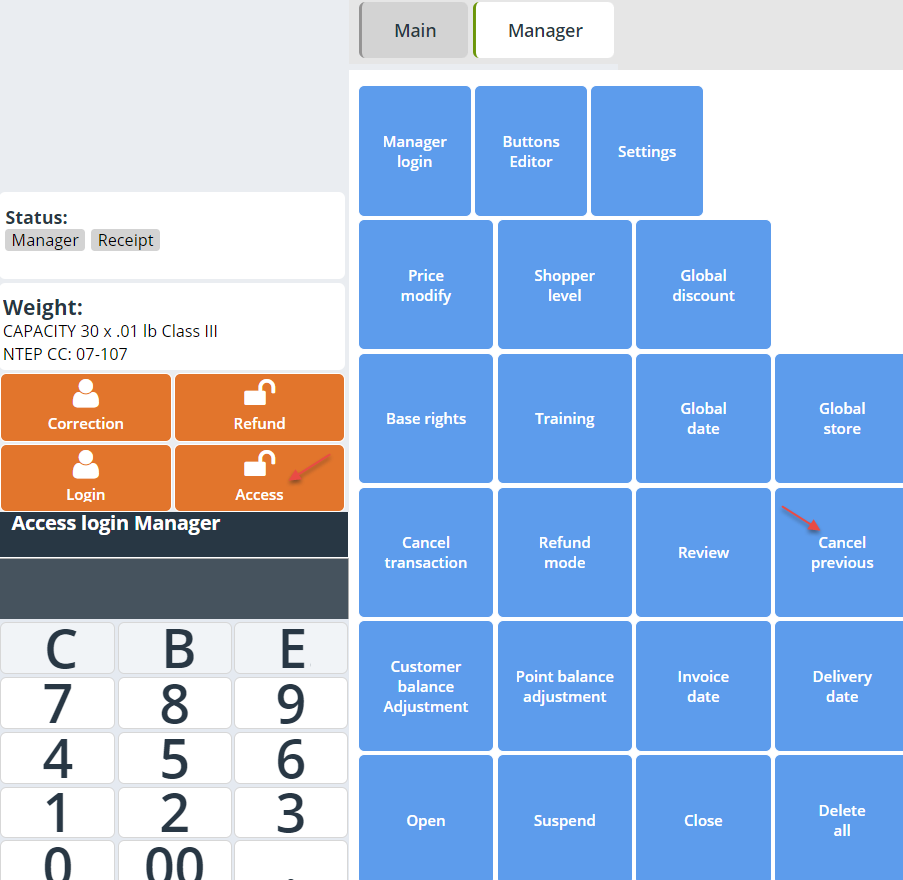 Main
Manager
Status:
Manager
Receipt
Weight:
CAPACITY 30 x .01 lb Class III
NTEP CC: 07-107
Correction
Refund
Login
Access
Access login Manager
C
B
E
7
8
9
4
5
6
1
2
3
0
00
.
Manager
login
Buttons
Editor
Settings
Price
modify
Shopper
level
Global
discount
Base rights
Training
Global
date
Global
store
Cancel
transaction
Refund
mode
Review
Cancel
previous
Customer
balance
Adjustment
Point balance
adjustment
Invoice
date
Delivery
date
Open
Suspend
Close
Delete
all